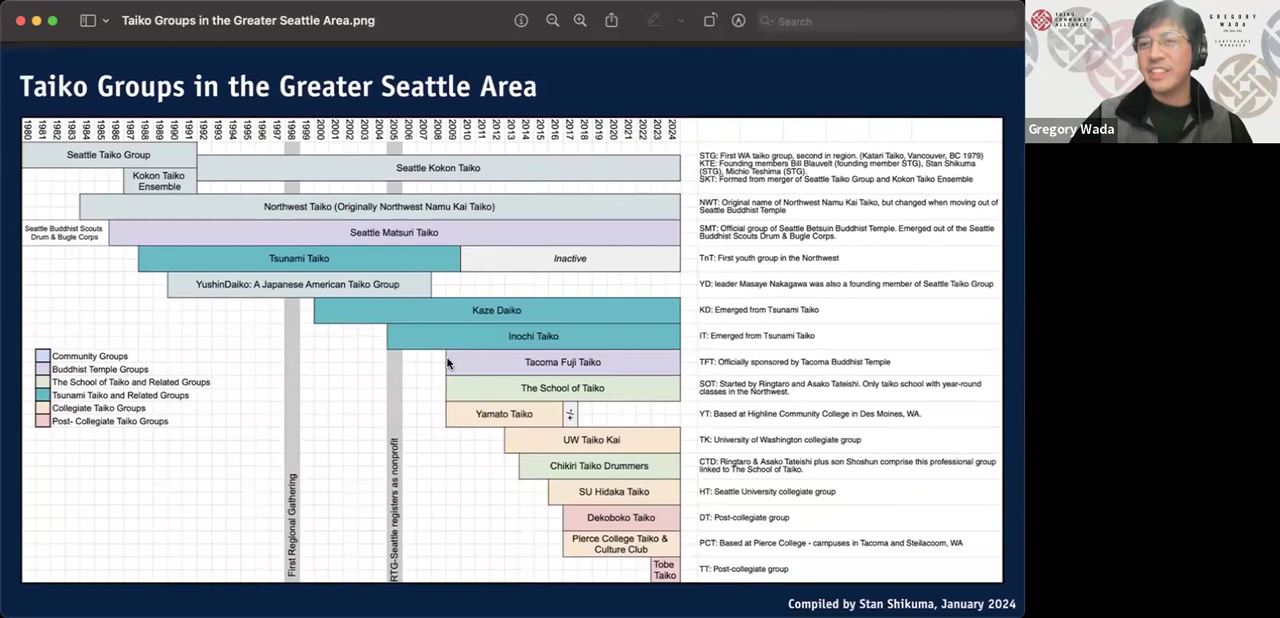 Taiko Groups in the Greater Seattle Area.png
Search
TAIKO
COMMUNITY
ALLIANCE
GREGORY
WADA
CONFERENCE
MANAGER
Gregory Wada
Taiko Groups in the Greater Seattle Area
1980 1981 1982 1983 1984 1985 1986 1987 1988 1989 1990 1991 1992 1993 1994 1995 1996 1997 1998 1999 2000 2001 2002 2003 2004 2005 2006 2007 2008 2009 2010 2011 2012 2013 2014 2015 2016 2017 2018 2019 2020 2021 2022 2023 2024
Seattle Taiko Group
Kokon Taiko
Ensemble
Seattle Kokon Taiko
STG: First WA taiko group, second in region. (Katari Taiko, Vancouver, BC 1979)
KTE: Founding members Bill Blauvelt (founding member STG), Stan Shikuma
(STG), Michio Teshima (STG).
SKT: Formed from merger of Seattle Taiko Group and Kokon Taiko Ensemble
Northwest Taiko (Originally Northwest Namu Kai Taiko)
NWT: Original name of Northwest Namu Kai Taiko, but changed when moving out of
Seattle Buddhist Temple
Seattle Buddhist Scouts
Drum & Bugle Corps
Seattle Matsuri Taiko
SMT: Official group of Seattle Betsuin Buddhist Temple. Emerged out of the Seattle
Buddhist Scouts Drum & Bugle Corps.
Tsunami Taiko
Inactive
TnT: First youth group in the Northwest
YushinDaiko: A Japanese American Taiko Group
YD: leader Masaye Nakagawa was also a founding member of Seattle Taiko Group
Kaze Daiko
KD: Emerged from Tsunami Taiko
Inochi Taiko
IT: Emerged from Tsunami Taiko
Community Groups
Buddhist Temple Groups
The School of Taiko and Related Groups
Tsunami Taiko and Related Groups
Collegiate Taiko Groups
Post- Collegiate Taiko Groups
Tacoma Fuji Taiko
TFT: Officially sponsored by Tacoma Buddhist Temple
The School of Taiko
SOT: Started by Ringtaro and Asako Tateishi. Only taiko school with year-round
classes in the Northwest.
Yamato Taiko
YT: Based at Highline Community College in Des Moines, WA.
UW Taiko Kai
TK: University of Washington collegiate group
Chikiri Taiko Drummers
CTD: Ringtaro & Asako Tateishi plus son Shoshun comprise this professional group
linked to The School of Taiko.
SU Hidaka Taiko
HT: Seattle University collegiate group
Dekoboko Taiko
DT: Post-collegiate group
Pierce College Taiko &
Culture Club
PCT: Based at Pierce College - campuses in Tacoma and Steilacoom, WA
Tobe
Taiko
TT: Post-collegiate group
First Regional Gathering
RTG-Seattle registers as nonprofit
Compiled by Stan Shikuma, January 2024